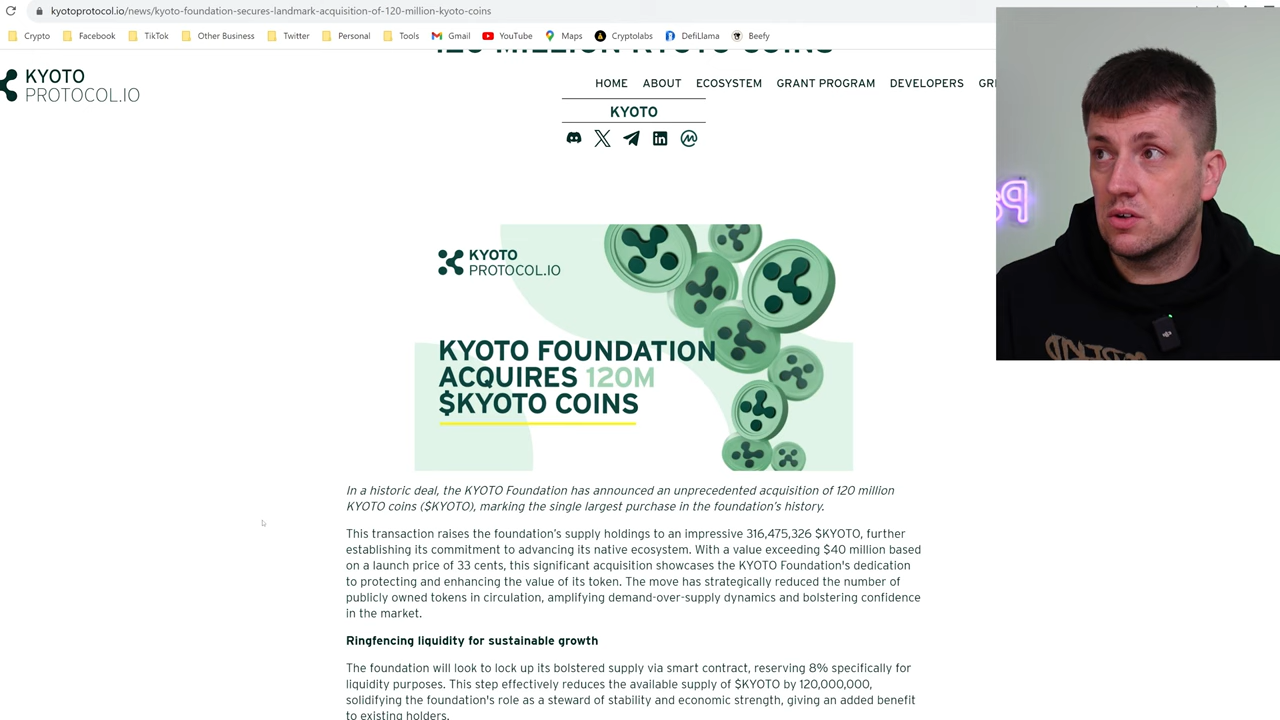 kyotoprotocol.io/news/kyoto-foundation-secures-landmark-acquisition-of-120-million-kyoto-coins
Crypto Facebook TikTok Other Business Twitter Personal Tools Gmail YouTube Maps Cryptolabs DefiLlama Beefy
120 MILLION KYOTO COINS
KYOTO
PROTOCOL.IO
HOME ABOUT ECOSYSTEM GRANT PROGRAM DEVELOPERS
KYOTO
KYOTO
PROTOCOL.IO
KYOTO FOUNDATION
ACQUIRES 120M
$KYOTO COINS
In a historic deal, the KYOTO Foundation has announced an unprecedented acquisition of 120 million
KYOTO coins ($KYOTO), marking the single largest purchase in the foundation's history.
This transaction raises the foundation's supply holdings to an impressive 316,475,326 $KYOTO, further
establishing its commitment to advancing its native ecosystem. With a value exceeding $40 million based
on a launch price of 33 cents, this significant acquisition showcases the KYOTO Foundation's dedication
to protecting and enhancing the value of its token. The move has strategically reduced the number of
publicly owned tokens in circulation, amplifying demand-over-supply dynamics and bolstering confidence
in the market.
Ringfencing liquidity for sustainable growth
The foundation will look to lock up its bolstered supply via smart contract, reserving 8% specifically for
liquidity purposes. This step effectively reduces the available supply of $KYOTO by 120,000,000,
solidifying the foundation's role as a steward of stability and economic strength, giving an added benefit
to existing holders.